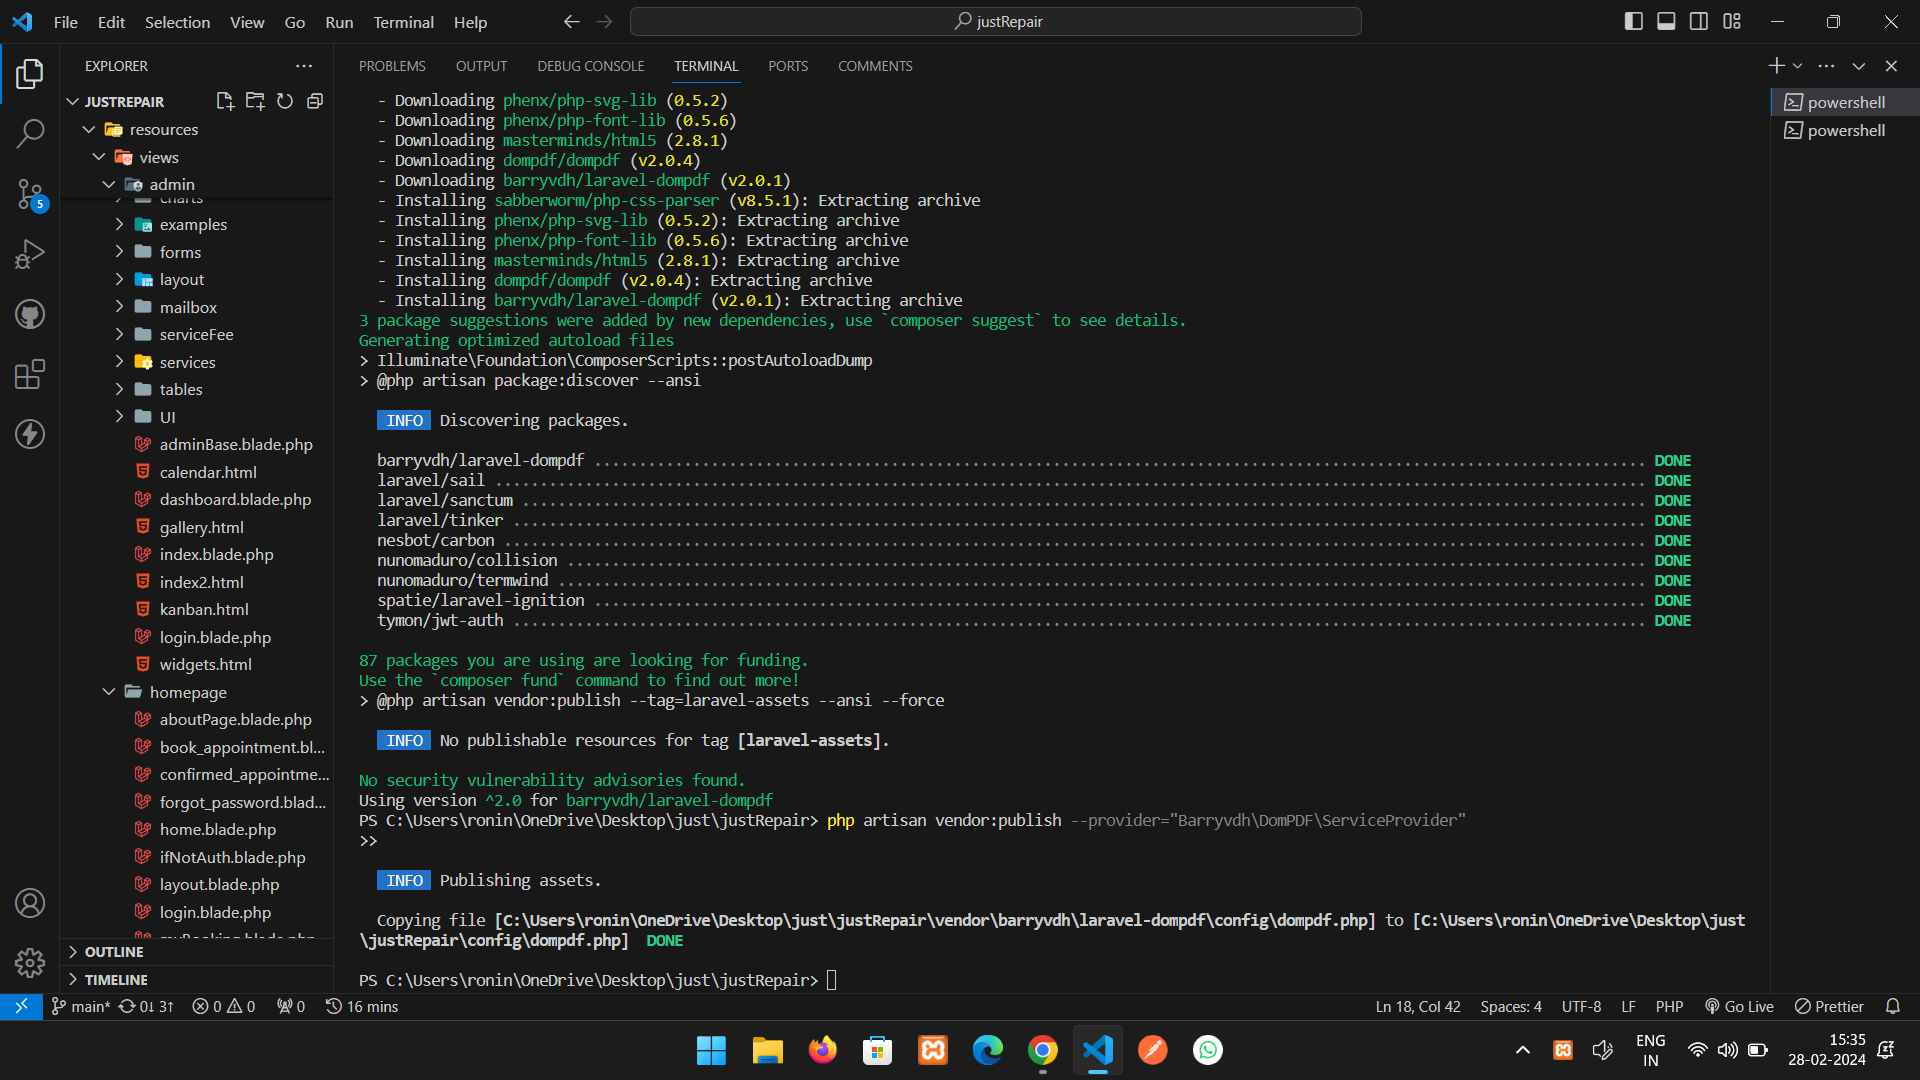 File Edit Selection View Go Run Terminal Help
justRepair
EXPLORER
JUSTREPAIR
resources
views
admin
charts
examples
forms
layout
mailbox
serviceFee
services
tables
UI
adminBase.blade.php
calendar.html
dashboard.blade.php
gallery.html
index.blade.php
index2.html
kanban.html
login.blade.php
widgets.html
homepage
aboutPage.blade.php
book_appointment.bl...
confirmed_appointme...
forgot_password.blad...
home.blade.php
ifNotAuth.blade.php
layout.blade.php
login.blade.php
myBooking.blade.php
OUTLINE
TIMELINE
5
PROBLEMS OUTPUT DEBUG CONSOLE TERMINAL PORTS COMMENTS
- Downloading phenx/php-svg-lib (0.5.2)
- Downloading phenx/php-font-lib (0.5.6)
- Downloading masterminds/html5 (2.8.1)
- Downloading dompdf/dompdf (v2.0.4)
- Downloading barryvdh/laravel-dompdf (v2.0.1)
- Installing sabberworm/php-css-parser (v8.5.1): Extracting archive
- Installing phenx/php-svg-lib (0.5.2): Extracting archive
- Installing phenx/php-font-lib (0.5.6): Extracting archive
- Installing masterminds/html5 (2.8.1): Extracting archive
- Installing dompdf/dompdf (v2.0.4): Extracting archive
- Installing barryvdh/laravel-dompdf (v2.0.1): Extracting archive
3 package suggestions were added by new dependencies, use `composer suggest` to see details.
Generating optimized autoload files
> Illuminate\Foundation\ComposerScripts::postAutoloadDump
> @php artisan package:discover --ansi
INFO Discovering packages.
barryvdh/laravel-dompdf ..... DONE
laravel/sail ..... DONE
laravel/sanctum ..... DONE
laravel/tinker ..... DONE
nesbot/carbon ..... DONE
nunomaduro/collision ..... DONE
nunomaduro/termwind ..... DONE
spatie/laravel-ignition ..... DONE
tymon/jwt-auth ..... DONE
87 packages you are using are looking for funding.
Use the `composer fund` command to find out more!
> @php artisan vendor:publish --tag=laravel-assets --ansi --force
INFO No publishable resources for tag [laravel-assets].
No security vulnerability advisories found.
Using version ^2.0 for barryvdh/laravel-dompdf
PS C:\Users\ronin\OneDrive\Desktop\just\justRepair> php artisan vendor:publish --provider="Barryvdh\DomPDF\ServiceProvider"
>>
INFO Publishing assets.
Copying file [C:\Users\ronin\OneDrive\Desktop\just\justRepair\vendor\barryvdh\laravel-dompdf\config\dompdf.php] to [C:\Users\ronin\OneDrive\Desktop\just
\justRepair\config\dompdf.php] DONE
PS C:\Users\ronin\OneDrive\Desktop\just\justRepair>
powershell
powershell
main* 0↓ 3↑ 0 0 0 16 mins
Ln 18, Col 42 Spaces: 4 UTF-8 LF PHP Go Live Prettier
ENG
IN
15:35
28-02-2024